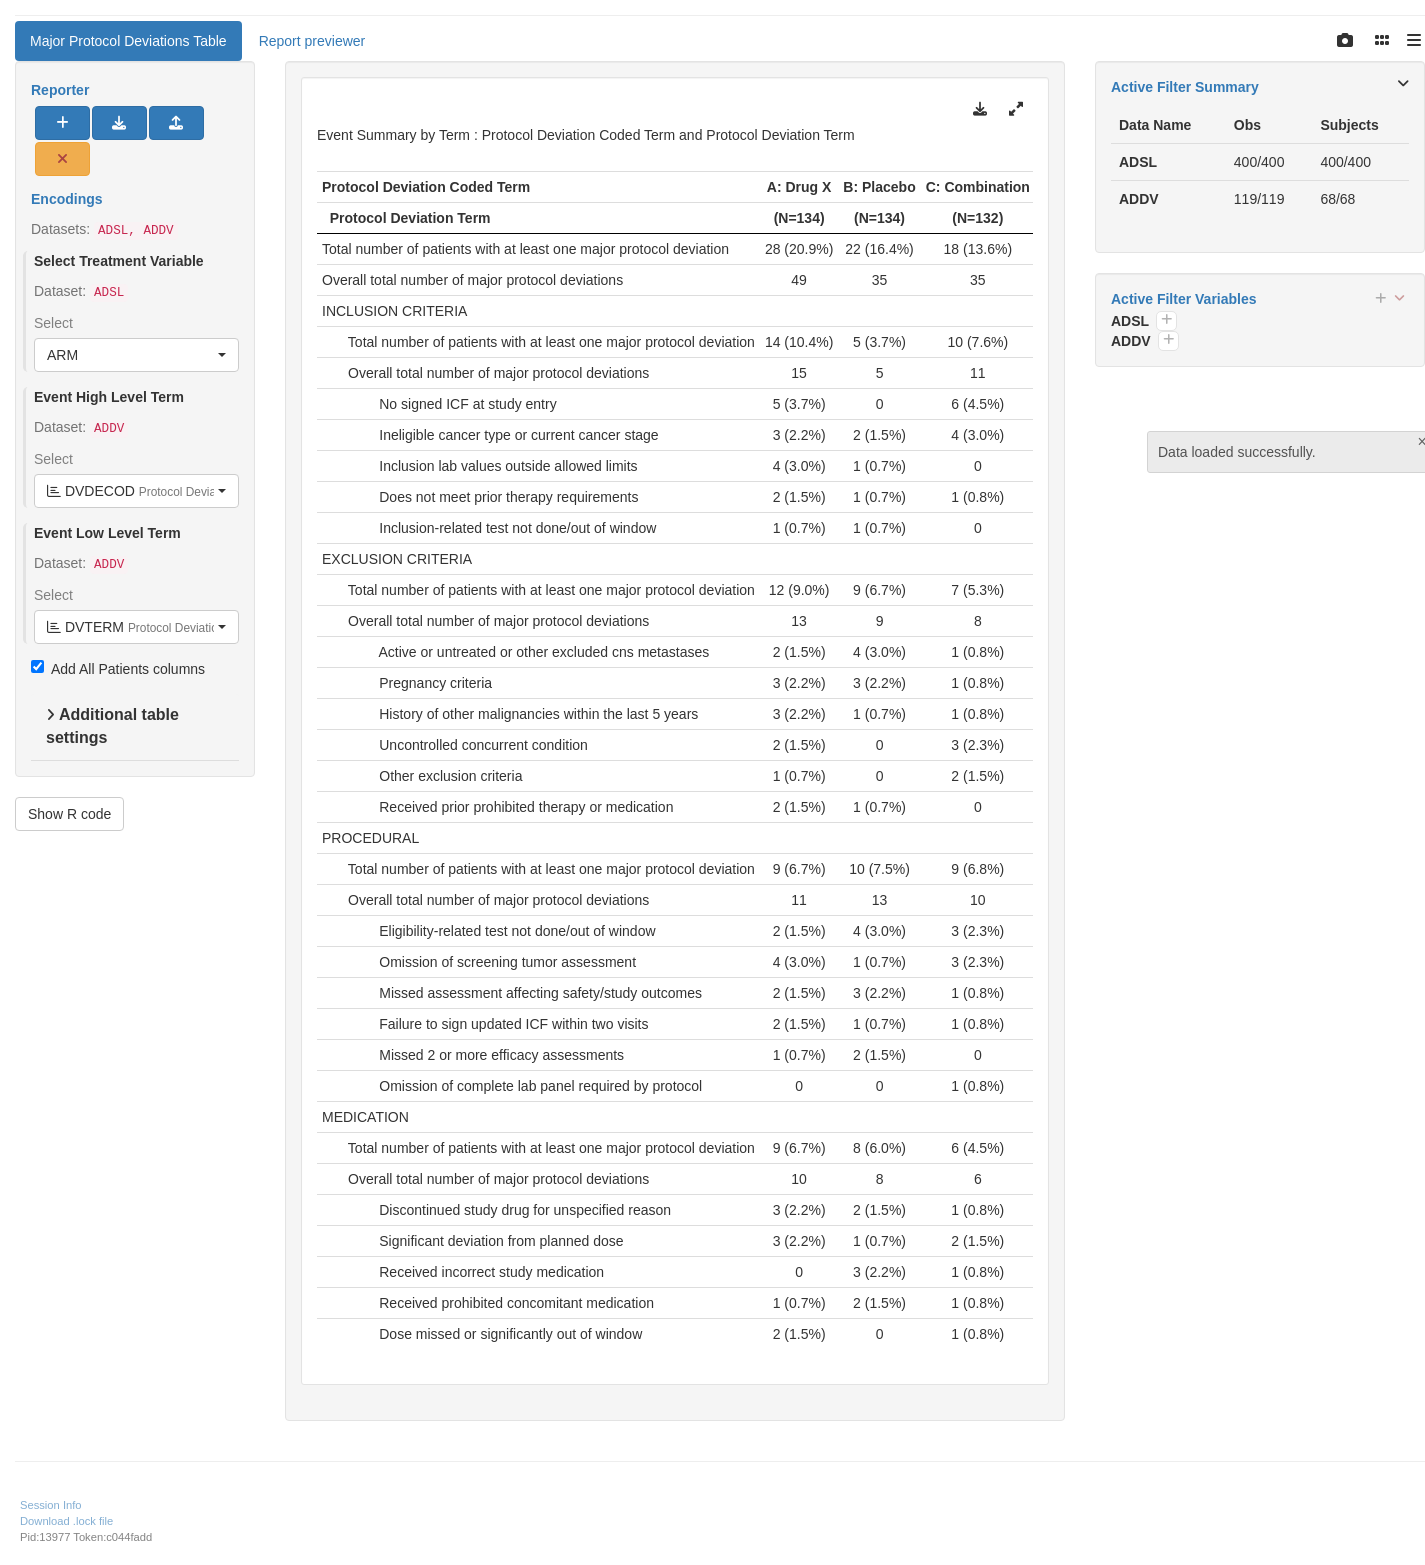 Major Protocol Deviations Table Report previewer
Reporter
Encodings
Datasets: ADSL, ADDV
Select Treatment Variable
Dataset: ADSL
Select
ARM
Event High Level Term
Dataset: ADDV
Select
DVDECOD Protocol Devia
Event Low Level Term
Dataset: ADDV
Select
DVTERM Protocol Deviatio
Add All Patients columns
Additional table
settings
Show R code
Event Summary by Term : Protocol Deviation Coded Term and Protocol Deviation Term
Protocol Deviation Coded Term A: Drug X B: Placebo C: Combination
Protocol Deviation Term (N=134) (N=134) (N=132)
Total number of patients with at least one major protocol deviation 28 (20.9%) 22 (16.4%) 18 (13.6%)
Overall total number of major protocol deviations 49 35 35
INCLUSION CRITERIA
Total number of patients with at least one major protocol deviation 14 (10.4%) 5 (3.7%) 10 (7.6%)
Overall total number of major protocol deviations 15 5 11
No signed ICF at study entry 5 (3.7%) 0 6 (4.5%)
Ineligible cancer type or current cancer stage 3 (2.2%) 2 (1.5%) 4 (3.0%)
Inclusion lab values outside allowed limits 4 (3.0%) 1 (0.7%) 0
Does not meet prior therapy requirements 2 (1.5%) 1 (0.7%) 1 (0.8%)
Inclusion-related test not done/out of window 1 (0.7%) 1 (0.7%) 0
EXCLUSION CRITERIA
Total number of patients with at least one major protocol deviation 12 (9.0%) 9 (6.7%) 7 (5.3%)
Overall total number of major protocol deviations 13 9 8
Active or untreated or other excluded cns metastases 2 (1.5%) 4 (3.0%) 1 (0.8%)
Pregnancy criteria 3 (2.2%) 3 (2.2%) 1 (0.8%)
History of other malignancies within the last 5 years 3 (2.2%) 1 (0.7%) 1 (0.8%)
Uncontrolled concurrent condition 2 (1.5%) 0 3 (2.3%)
Other exclusion criteria 1 (0.7%) 0 2 (1.5%)
Received prior prohibited therapy or medication 2 (1.5%) 1 (0.7%) 0
PROCEDURAL
Total number of patients with at least one major protocol deviation 9 (6.7%) 10 (7.5%) 9 (6.8%)
Overall total number of major protocol deviations 11 13 10
Eligibility-related test not done/out of window 2 (1.5%) 4 (3.0%) 3 (2.3%)
Omission of screening tumor assessment 4 (3.0%) 1 (0.7%) 3 (2.3%)
Missed assessment affecting safety/study outcomes 2 (1.5%) 3 (2.2%) 1 (0.8%)
Failure to sign updated ICF within two visits 2 (1.5%) 1 (0.7%) 1 (0.8%)
Missed 2 or more efficacy assessments 1 (0.7%) 2 (1.5%) 0
Omission of complete lab panel required by protocol 0 0 1 (0.8%)
MEDICATION
Total number of patients with at least one major protocol deviation 9 (6.7%) 8 (6.0%) 6 (4.5%)
Overall total number of major protocol deviations 10 8 6
Discontinued study drug for unspecified reason 3 (2.2%) 2 (1.5%) 1 (0.8%)
Significant deviation from planned dose 3 (2.2%) 1 (0.7%) 2 (1.5%)
Received incorrect study medication 0 3 (2.2%) 1 (0.8%)
Received prohibited concomitant medication 1 (0.7%) 2 (1.5%) 1 (0.8%)
Dose missed or significantly out of window 2 (1.5%) 0 1 (0.8%)
Active Filter Summary
Data Name Obs Subjects
ADSL 400/400 400/400
ADDV 119/119 68/68
Active Filter Variables
ADSL
ADDV
Data loaded successfully.
Session Info
Download .lock file
Pid:13977 Token:c044fadd